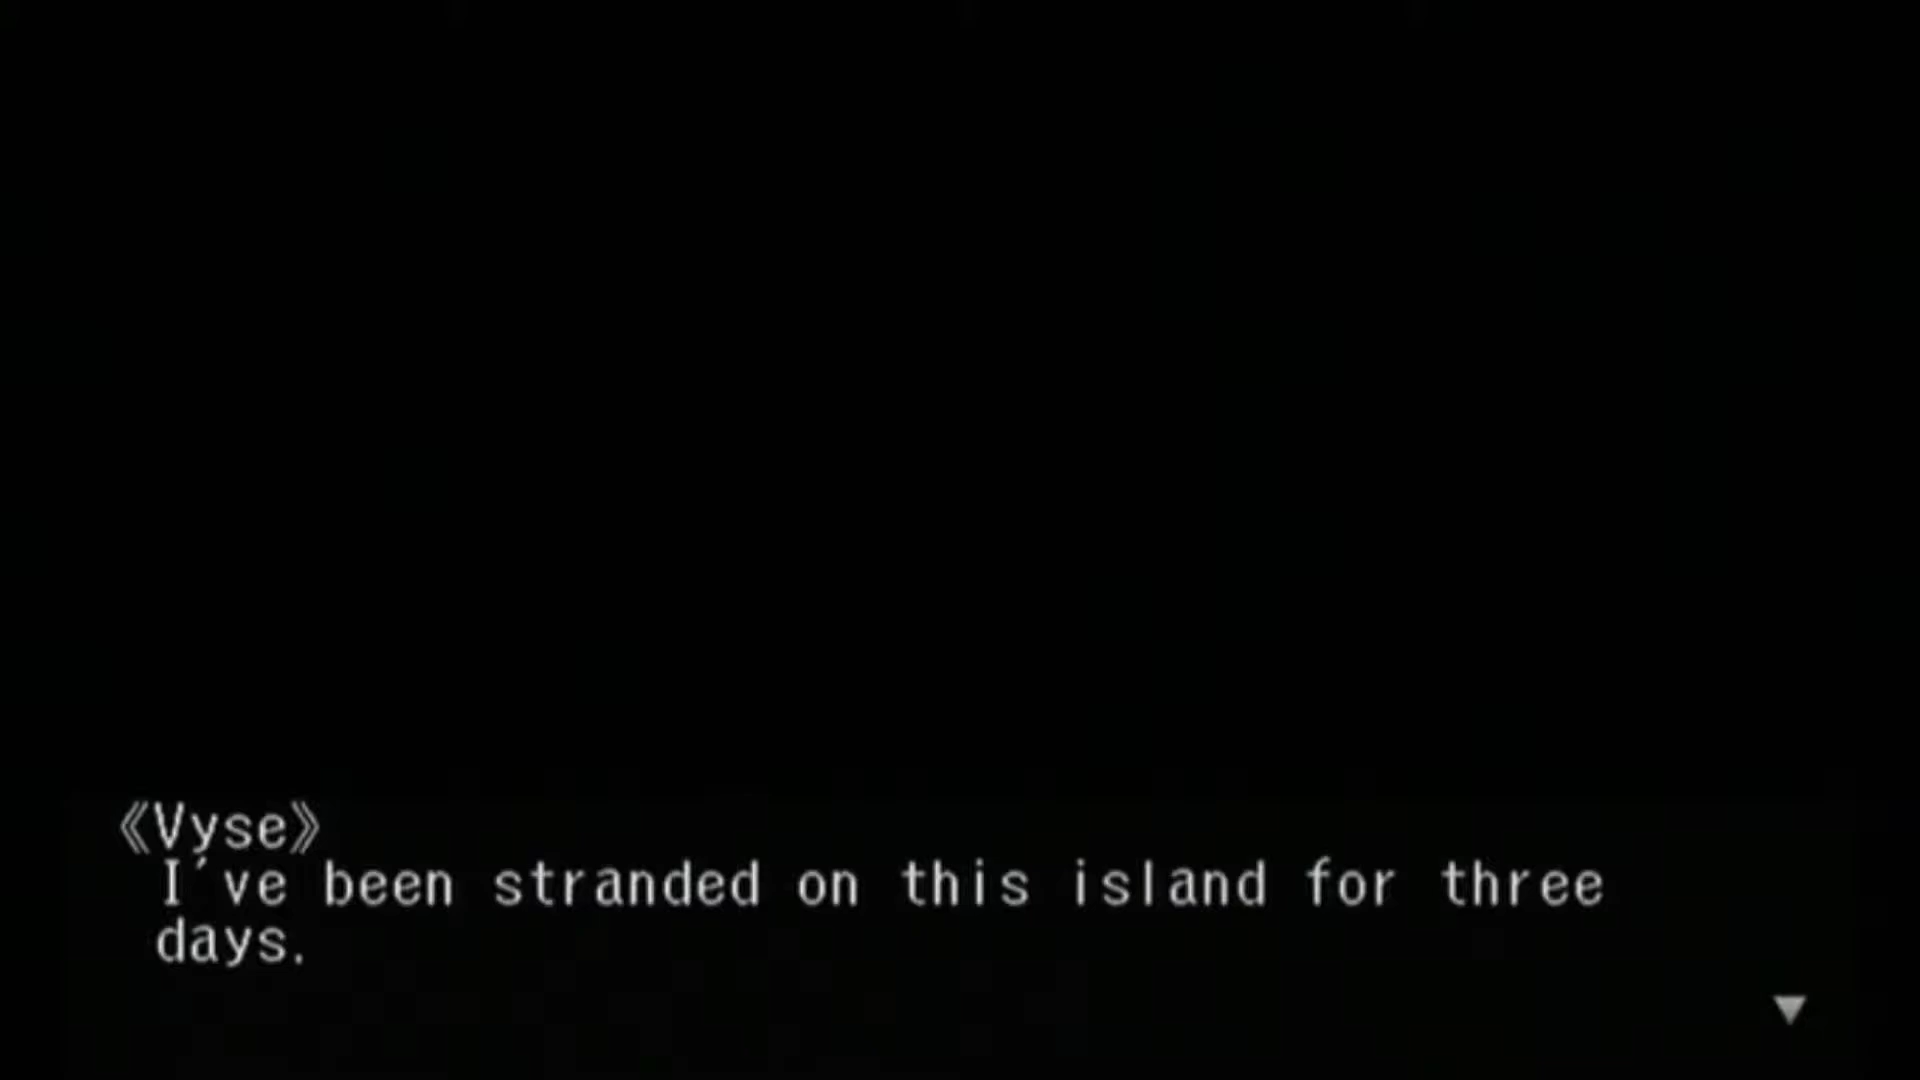 《Vyse》
I've been stranded on this island for three
days.